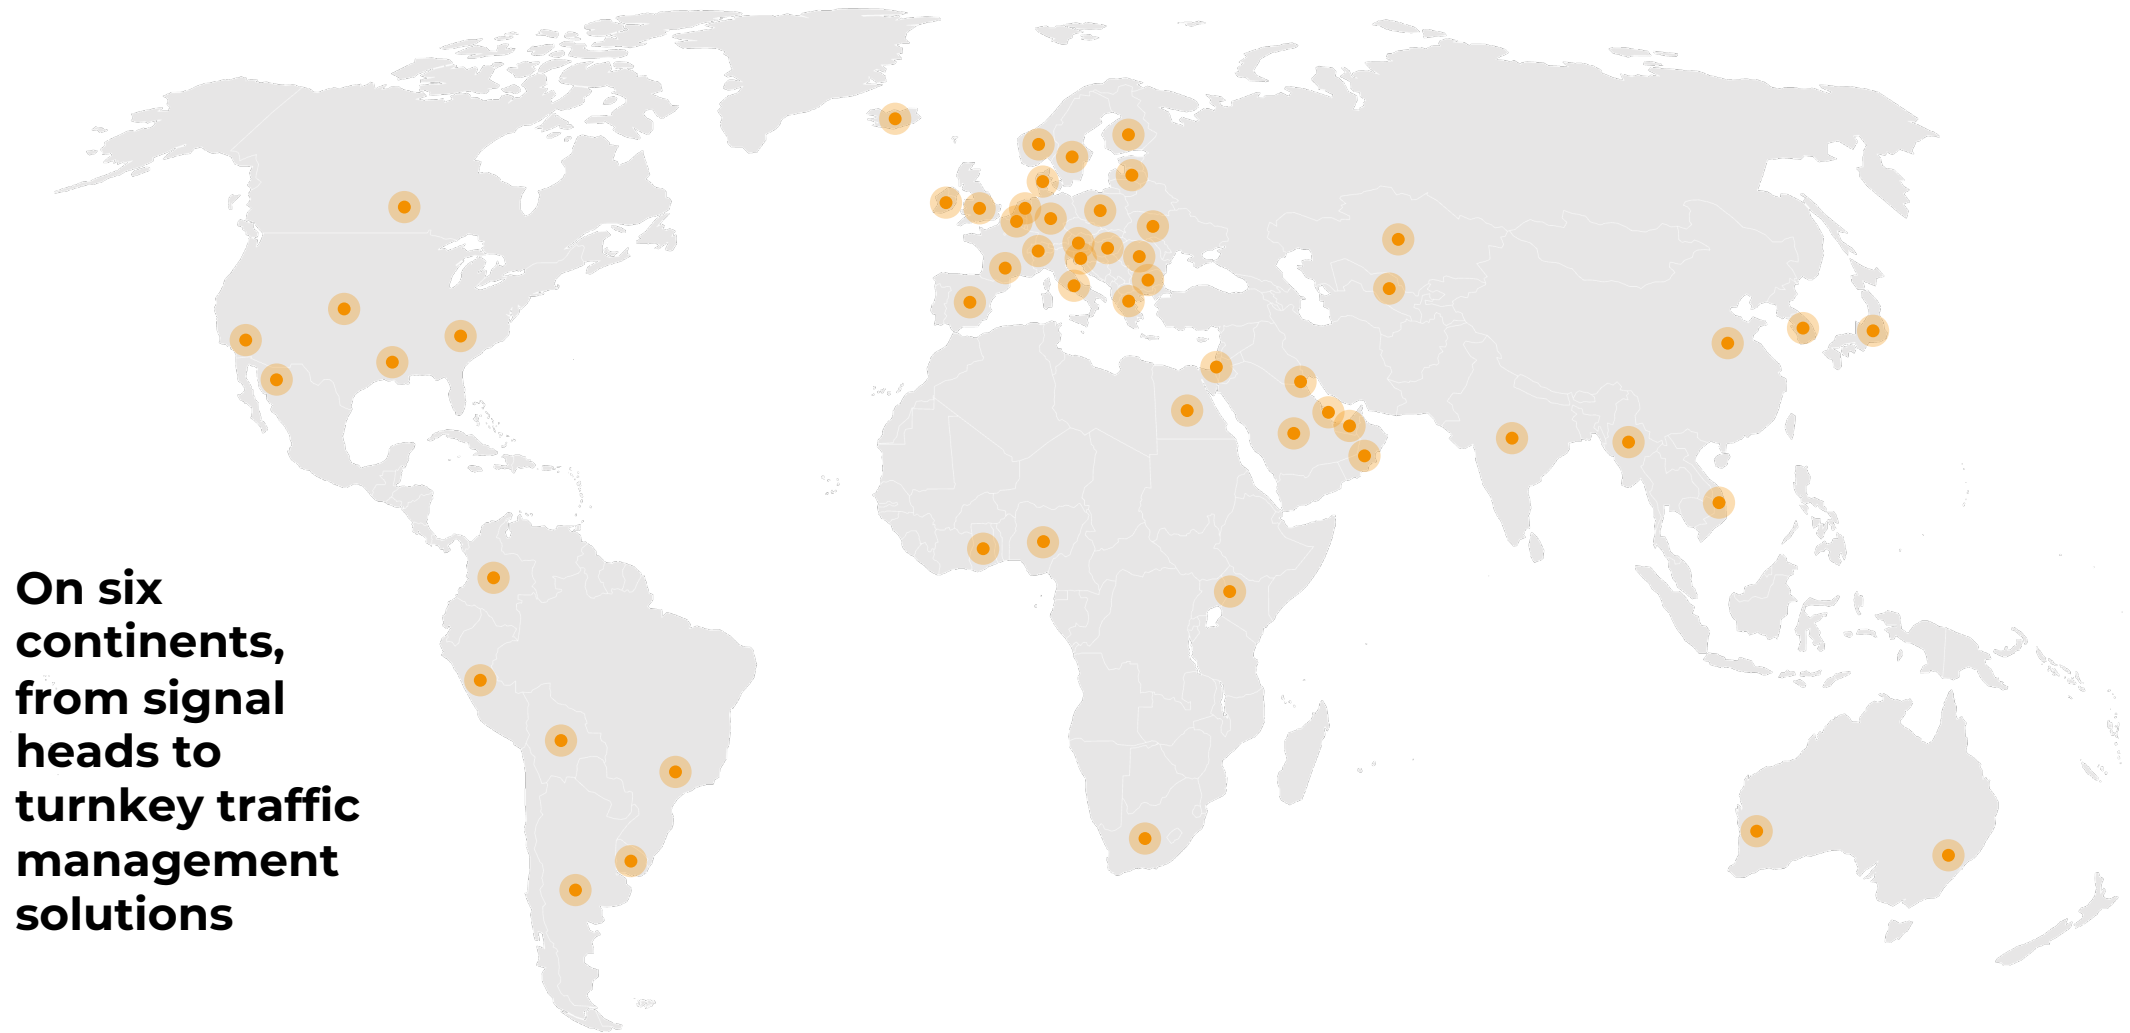 On six
continents,
from signal
heads to
turnkey traffic
management
solutions